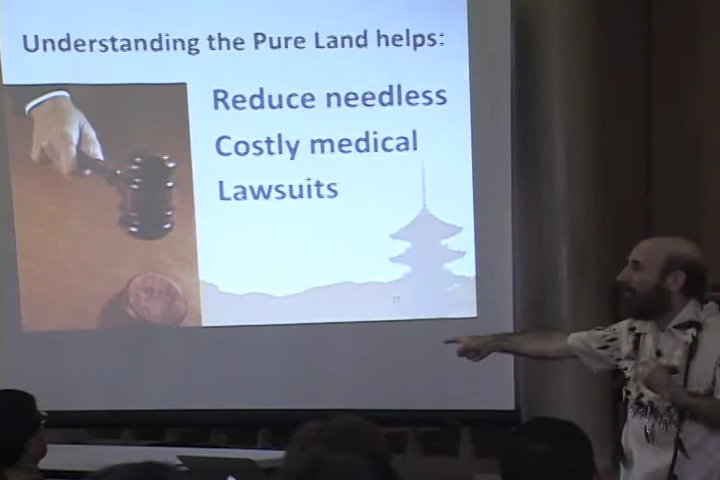 Understanding the Pure Land helps:
Reduce needless
Costly medical
Lawsuits